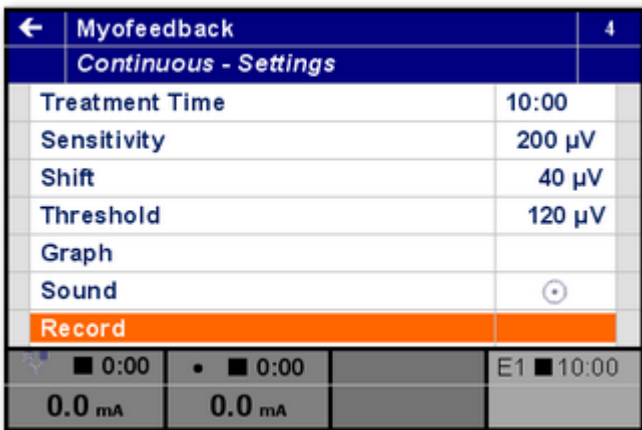 Myofeedback 4
Continuous - Settings
Treatment Time 10:00
Sensitivity 200 µV
Shift 40 µV
Threshold 120 µV
Graph
Sound
Record
0:00 0:00 E1 10:00
0.0 mA 0.0 mA